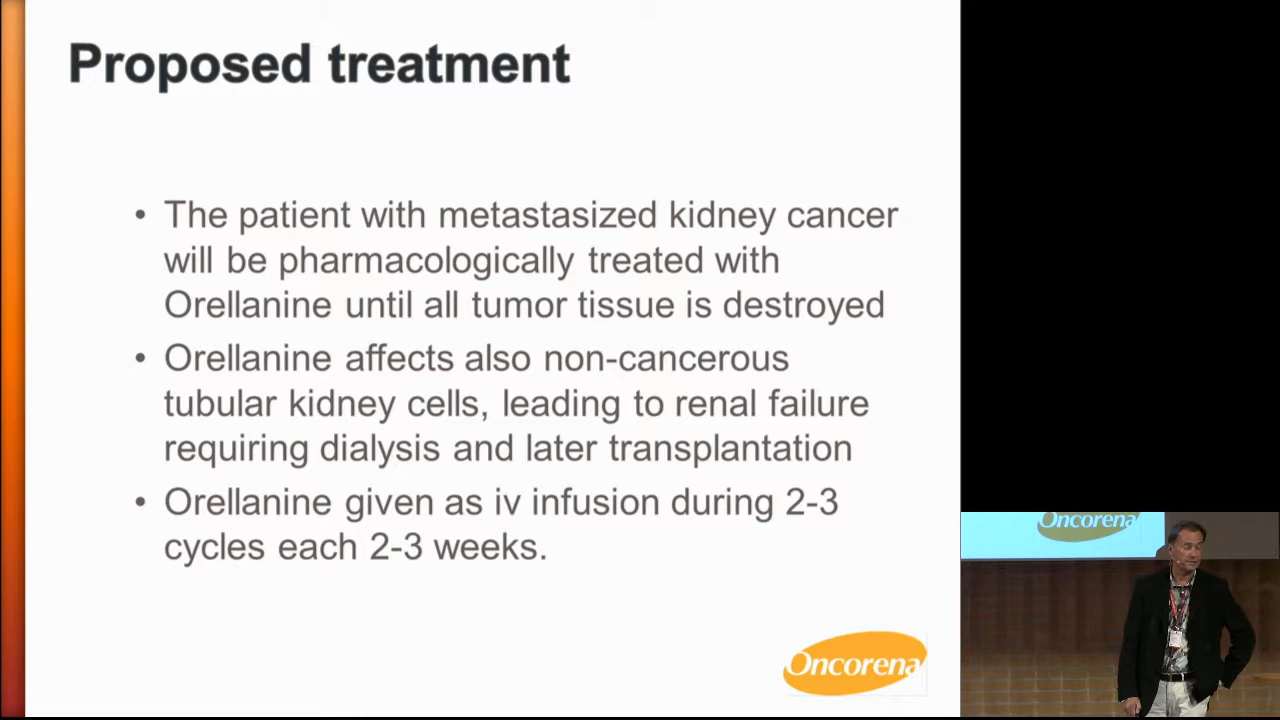 Proposed treatment
• The patient with metastasized kidney cancer
will be pharmacologically treated with
Orellanine until all tumor tissue is destroyed
• Orellanine affects also non-cancerous
tubular kidney cells, leading to renal failure
requiring dialysis and later transplantation
• Orellanine given as iv infusion during 2-3
cycles each 2-3 weeks.
Oncorena
Oncorena